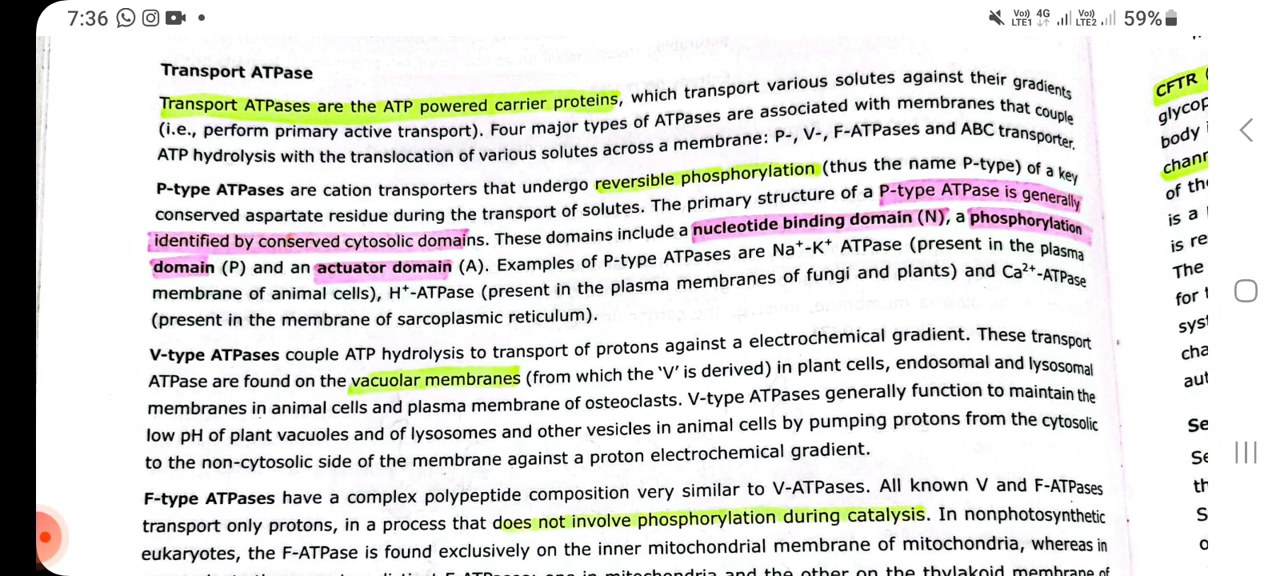 7:36
Vo)) 4G Vo))
LTE1 LTE2 59%
Transport ATPase
Transport ATPases are the ATP powered carrier proteins, which transport various solutes against their gradients
(i.e., perform primary active transport). Four major types of ATPases are associated with membranes that couple
ATP hydrolysis with the translocation of various solutes across a membrane: P-, V-, F-ATPases and ABC transporter.
P-type ATPases are cation transporters that undergo reversible phosphorylation (thus the name P-type) of a key
conserved aspartate residue during the transport of solutes. The primary structure of a P-type ATPase is generally
identified by conserved cytosolic domains. These domains include a nucleotide binding domain (N), a phosphorylation
domain (P) and an actuator domain (A). Examples of P-type ATPases are Na⁺-K⁺ ATPase (present in the plasma
membrane of animal cells), H⁺-ATPase (present in the plasma membranes of fungi and plants) and Ca²⁺-ATPase
(present in the membrane of sarcoplasmic reticulum).
V-type ATPases couple ATP hydrolysis to transport of protons against a electrochemical gradient. These transport
ATPase are found on the vacuolar membranes (from which the ‘V’ is derived) in plant cells, endosomal and lysosomal
membranes in animal cells and plasma membrane of osteoclasts. V-type ATPases generally function to maintain the
low pH of plant vacuoles and of lysosomes and other vesicles in animal cells by pumping protons from the cytosolic
to the non-cytosolic side of the membrane against a proton electrochemical gradient.
F-type ATPases have a complex polypeptide composition very similar to V-ATPases. All known V and F-ATPases
transport only protons, in a process that does not involve phosphorylation during catalysis. In nonphotosynthetic
eukaryotes, the F-ATPase is found exclusively on the inner mitochondrial membrane of mitochondria, whereas in
CFTR (
glycop
body
chann
of the
is a
is re
The
for t
syst
cha
aut
Se
Se
th
S
o